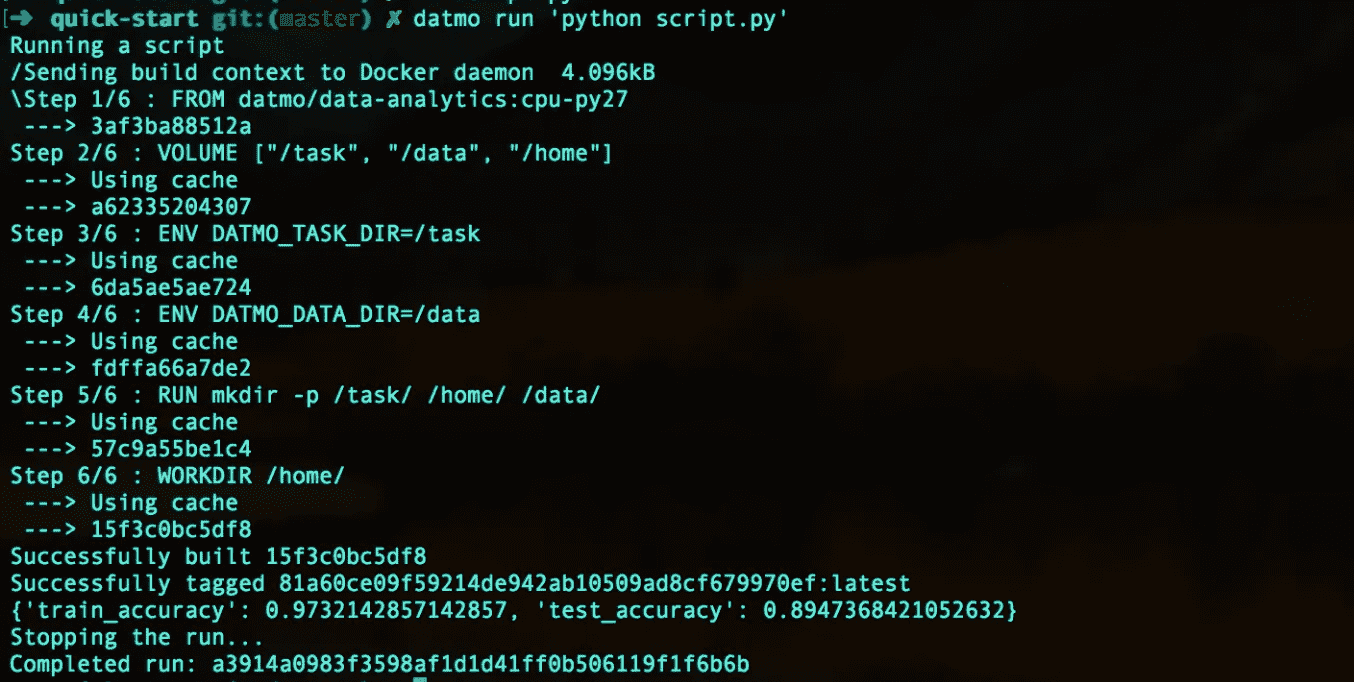 [➜ quick-start git:(master) ✗ datmo run 'python script.py'
Running a script
/Sending build context to Docker daemon  4.096kB
\Step 1/6 : FROM datmo/data-analytics:cpu-py27
 ---> 3af3ba88512a
Step 2/6 : VOLUME ["/task", "/data", "/home"]
 ---> Using cache
 ---> a62335204307
Step 3/6 : ENV DATMO_TASK_DIR=/task
 ---> Using cache
 ---> 6da5ae5ae724
Step 4/6 : ENV DATMO_DATA_DIR=/data
 ---> Using cache
 ---> fdffa66a7de2
Step 5/6 : RUN mkdir -p /task/ /home/ /data/
 ---> Using cache
 ---> 57c9a55be1c4
Step 6/6 : WORKDIR /home/
 ---> Using cache
 ---> 15f3c0bc5df8
Successfully built 15f3c0bc5df8
Successfully tagged 81a60ce09f59214de942ab10509ad8cf679970ef:latest
{'train_accuracy': 0.9732142857142857, 'test_accuracy': 0.8947368421052632}
Stopping the run...
Completed run: a3914a0983f3598af1d1d41ff0b506119f1f6b6b